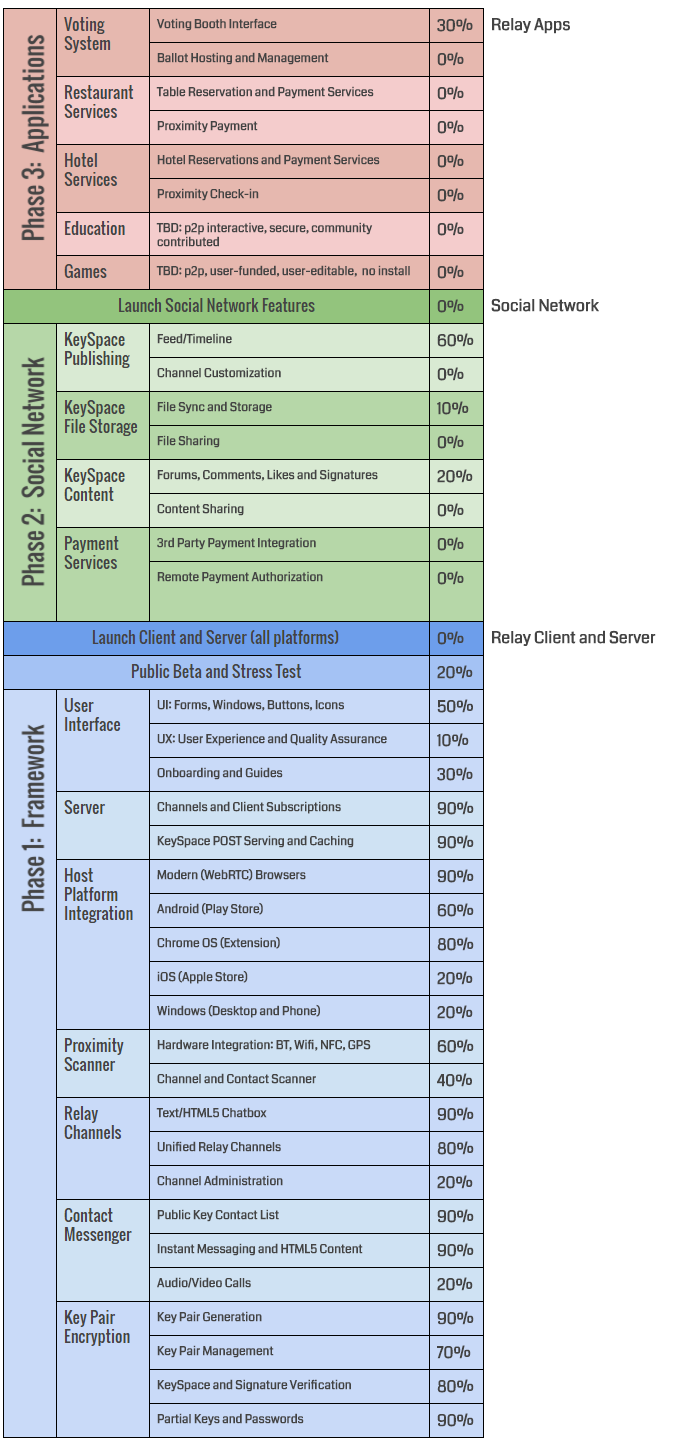 Phase 3: Applications
Voting
System
Voting Booth Interface
30%
Relay Apps
Ballot Hosting and Management
0%
Restaurant
Services
Table Reservation and Payment Services
0%
Proximity Payment
0%
Hotel
Services
Hotel Reservations and Payment Services
0%
Proximity Check-in
0%
Education
TBD: p2p interactive, secure, community
contributed
0%
Games
TBD: p2p, user-funded, user-editable, no install
0%
Launch Social Network Features
0%
Social Network
Phase 2: Social Network
KeySpace
Publishing
Feed/Timeline
60%
Channel Customization
0%
KeySpace
File Storage
File Sync and Storage
10%
File Sharing
0%
KeySpace
Content
Forums, Comments, Likes and Signatures
20%
Content Sharing
0%
Payment
Services
3rd Party Payment Integration
0%
Remote Payment Authorization
0%
Launch Client and Server (all platforms)
0%
Relay Client and Server
Public Beta and Stress Test
20%
Phase 1: Framework
User
Interface
UI: Forms, Windows, Buttons, Icons
50%
UX: User Experience and Quality Assurance
10%
Onboarding and Guides
30%
Server
Channels and Client Subscriptions
90%
KeySpace POST Serving and Caching
90%
Host
Platform
Integration
Modern (WebRTC) Browsers
90%
Android (Play Store)
60%
Chrome OS (Extension)
80%
iOS (Apple Store)
20%
Windows (Desktop and Phone)
20%
Proximity
Scanner
Hardware Integration: BT, Wifi, NFC, GPS
60%
Channel and Contact Scanner
40%
Relay
Channels
Text/HTML5 Chatbox
90%
Unified Relay Channels
80%
Channel Administration
20%
Contact
Messenger
Public Key Contact List
90%
Instant Messaging and HTML5 Content
90%
Audio/Video Calls
20%
Key Pair
Encryption
Key Pair Generation
90%
Key Pair Management
70%
KeySpace and Signature Verification
80%
Partial Keys and Passwords
90%